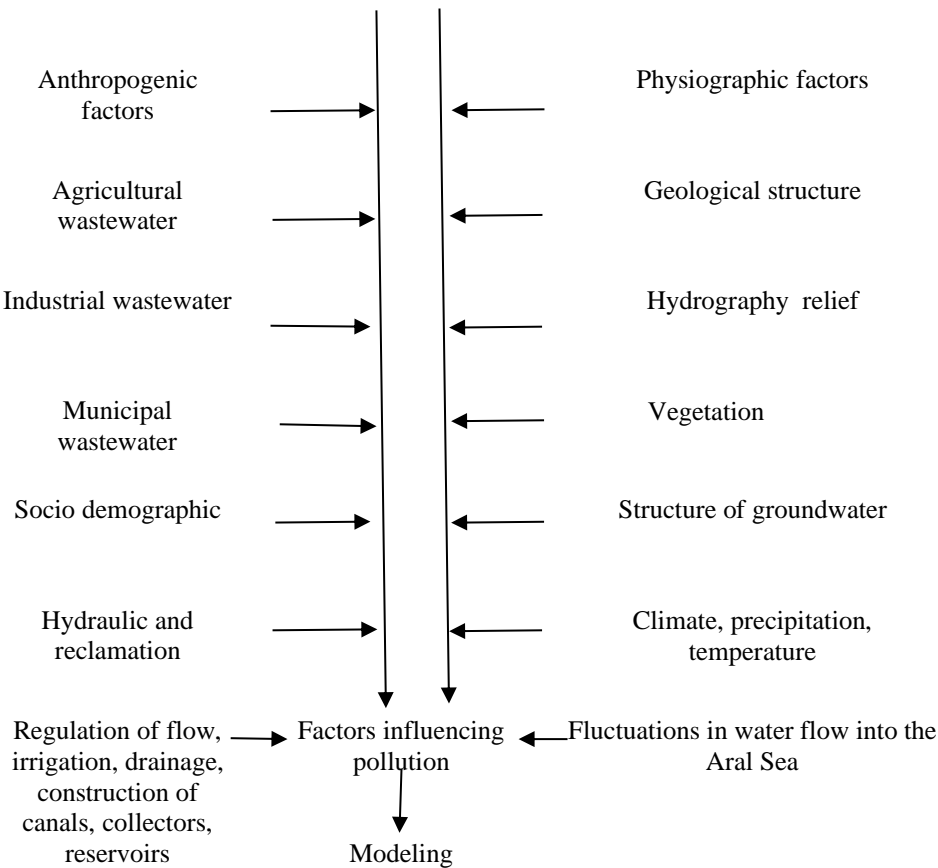 Anthropogenic
factors
Physiographic factors
Agricultural
wastewater
Geological structure
Industrial wastewater
Hydrography relief
Municipal
wastewater
Vegetation
Socio demographic
Structure of groundwater
Hydraulic and
reclamation
Climate, precipitation,
temperature
Regulation of flow,
irrigation, drainage,
construction of
canals, collectors,
reservoirs
Factors influencing
pollution
Fluctuations in water flow into the
Aral Sea
Modeling